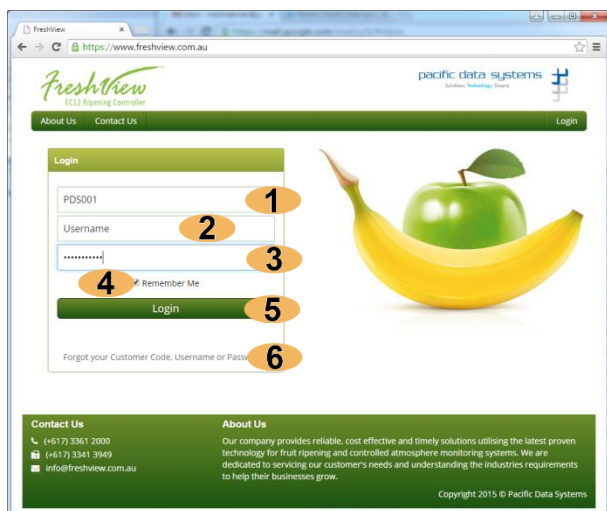 FreshView
https://www.freshview.com.au
FreshView
EC12 Ripening Controller
pacific data systems
Solutions, Technology, Simple
About Us Contact Us Login
Login
PDS001 1
Username 2
••••••••••• 3
4 Remember Me
Login 5
Forgot your Customer Code, Username or 6
Contact Us
(+617) 3361 2000
(+617) 3341 3949
info@freshview.com.au
About Us
Our company provides reliable, cost effective and timely solutions utilising the latest proven
technology for fruit ripening and controlled atmosphere monitoring systems. We are
dedicated to servicing our customer's needs and understanding the industries requirements
to help their businesses grow.
Copyright 2015 © Pacific Data Systems